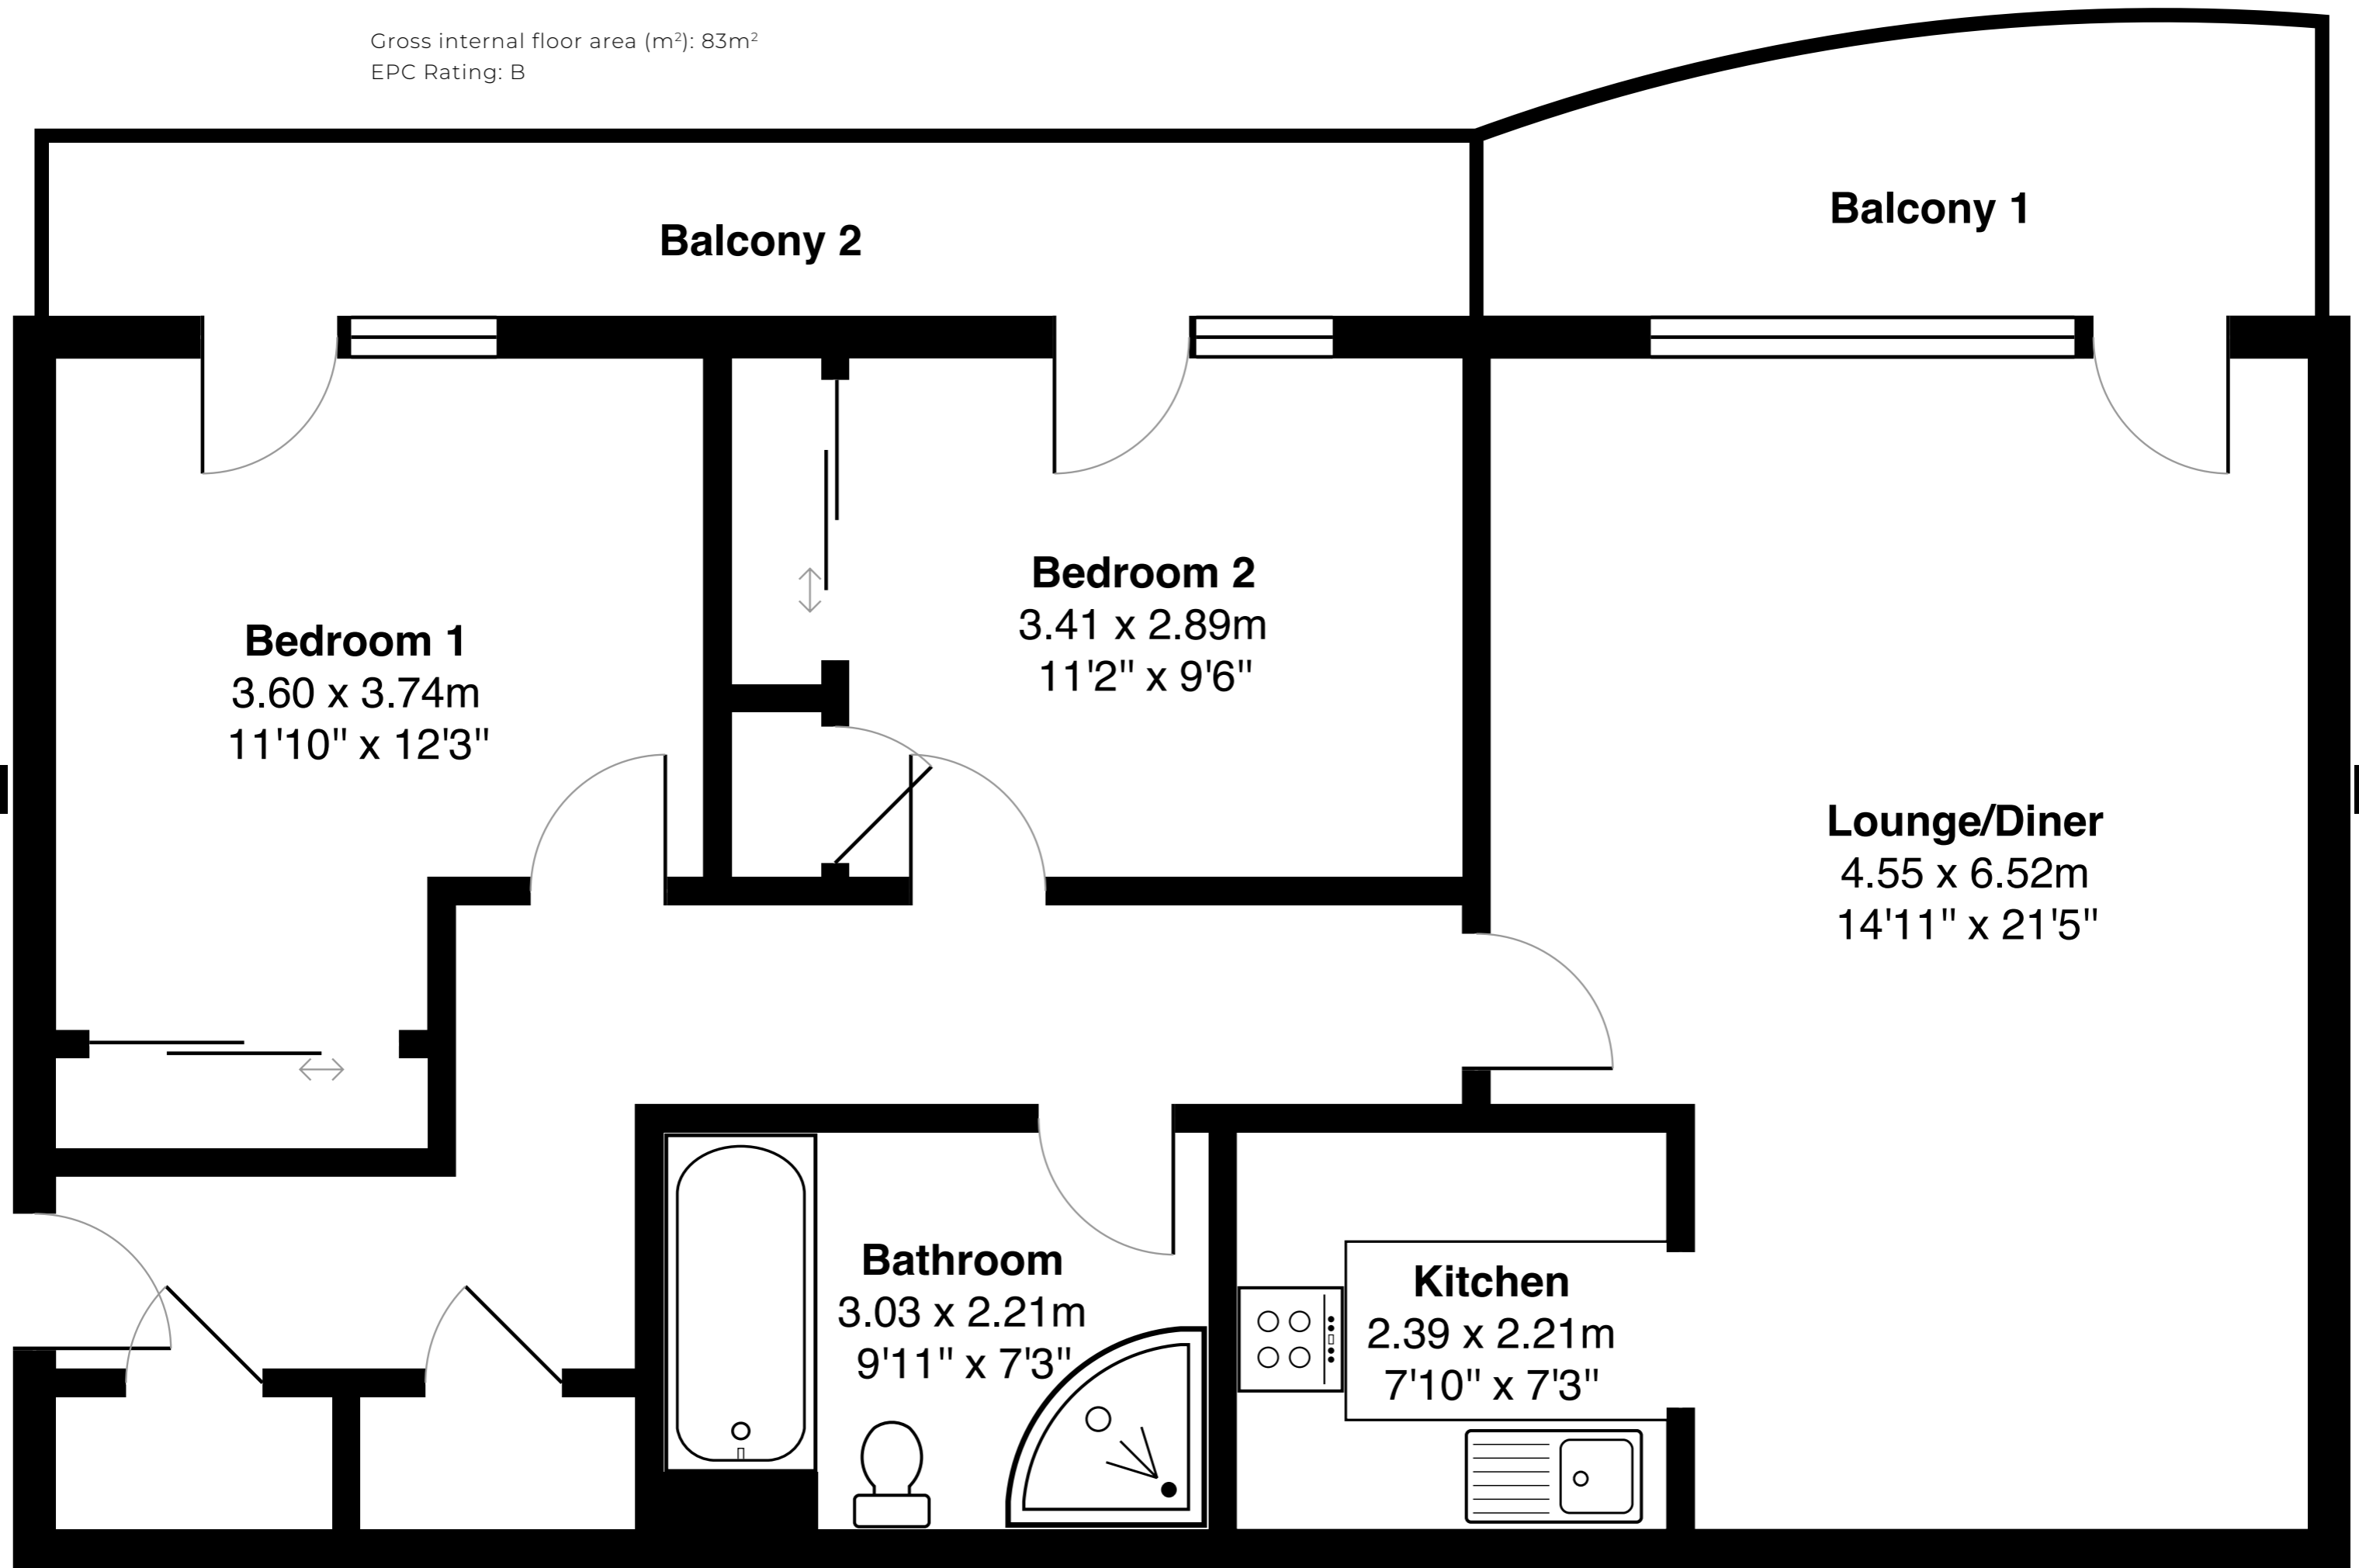 Gross internal floor area (m²): 83m²
EPC Rating: B
Balcony 1
Balcony 2
Bedroom 2
3.41 x 2.89m
11'2" x 9'6"
Bedroom 1
3.60 x 3.74m
11'10" x 12'3"
Lounge/Diner
4.55 x 6.52m
14'11" x 21'5"
Bathroom
3.03 x 2.21m
9'11" x 7'3"
Kitchen
2.39 x 2.21m
7'10" x 7'3"